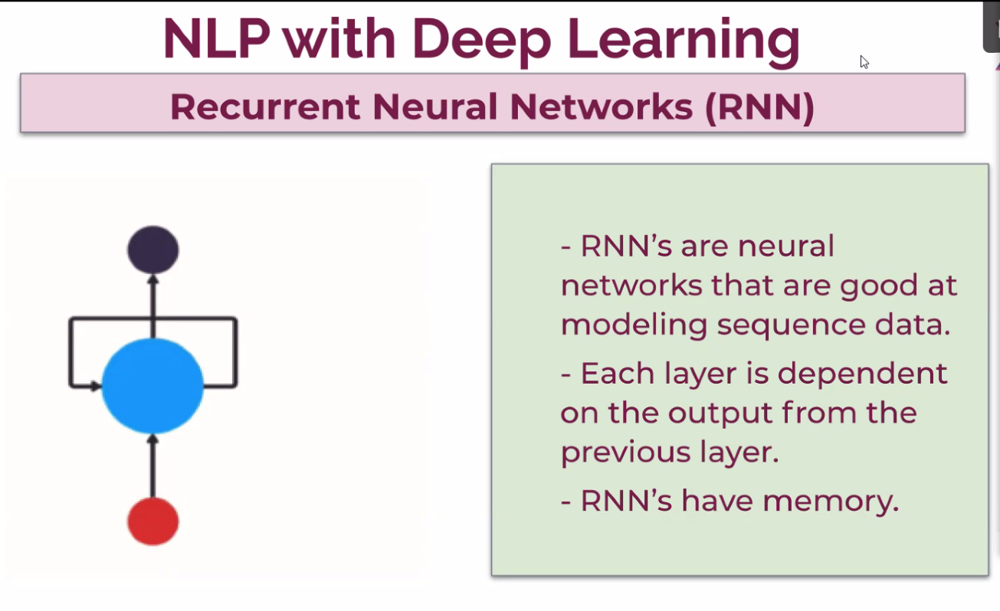 NLP with Deep Learning
Recurrent Neural Networks (RNN)
- RNN’s are neural
networks that are good at
modeling sequence data.
- Each layer is dependent
on the output from the
previous layer.
- RNN’s have memory.